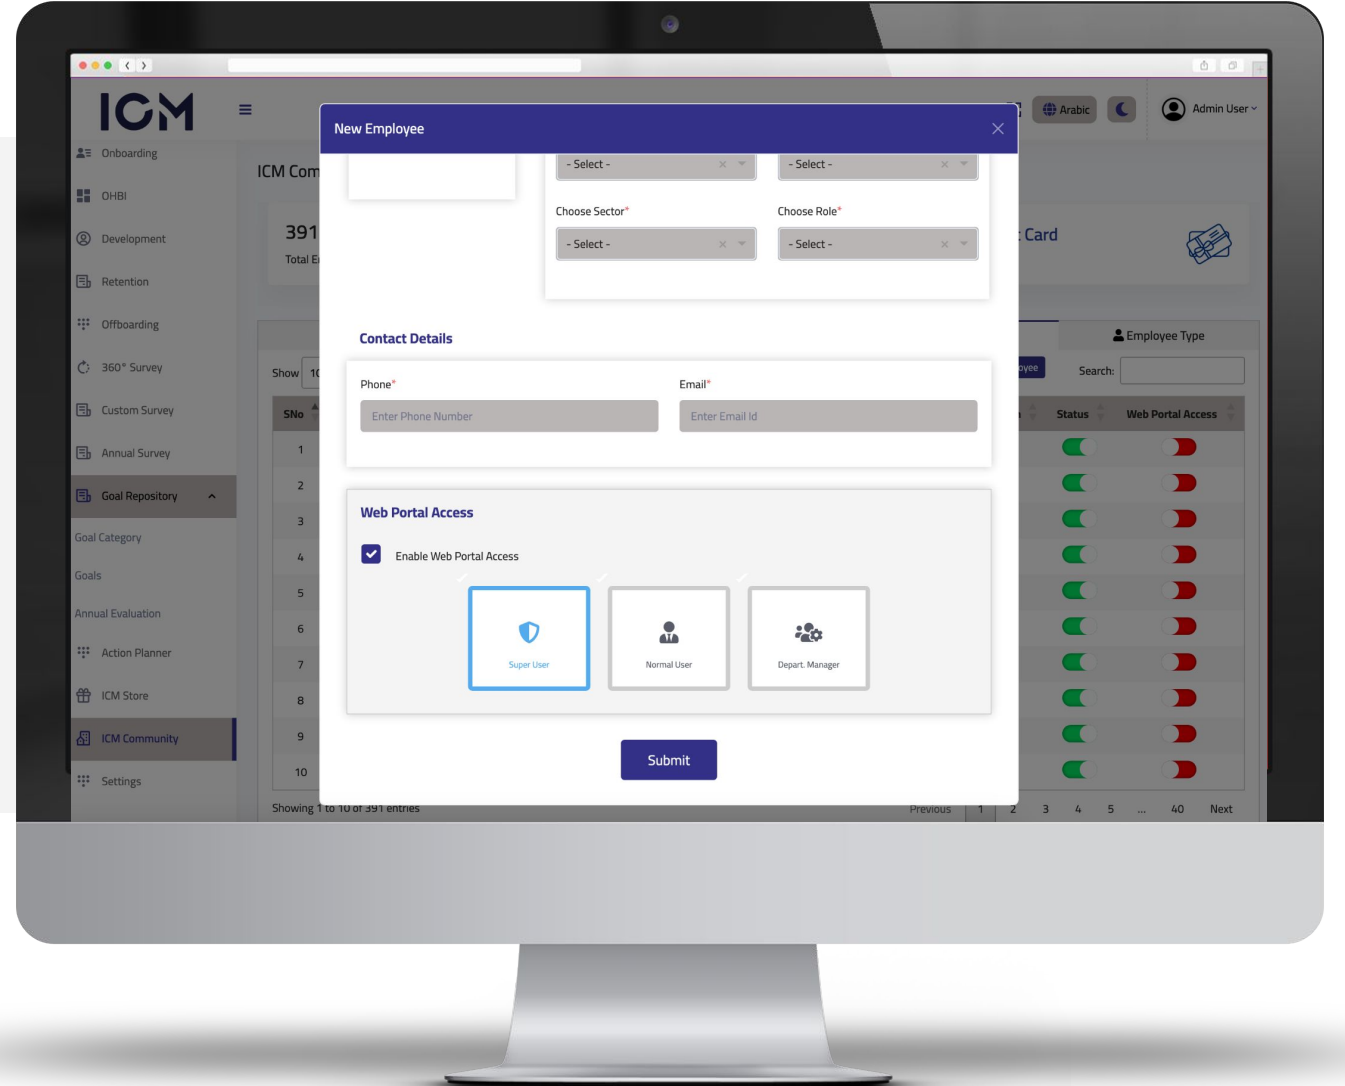 ICM
Arabic
Admin User
New Employee
Onboarding
OHBI
Development
Retention
Offboarding
360° Survey
Custom Survey
Annual Survey
Goal Repository
Goal Category
Goals
Annual Evaluation
Action Planner
ICM Store
ICM Community
Settings
ICM Com
391
Total E
Card
- Select -
- Select -
Choose Sector*
Choose Role*
- Select -
- Select -
Contact Details
Phone*
Email*
Enter Phone Number
Enter Email Id
Web Portal Access
Enable Web Portal Access
Super User
Normal User
Depart. Manager
Submit
Employee Type
Show 10
oyee
Search:
SNo
Status
Web Portal Access
1
2
3
4
5
6
7
8
9
10
Showing 1 to 10 of 391 entries
Previous 1 2 3 4 5 ... 40 Next